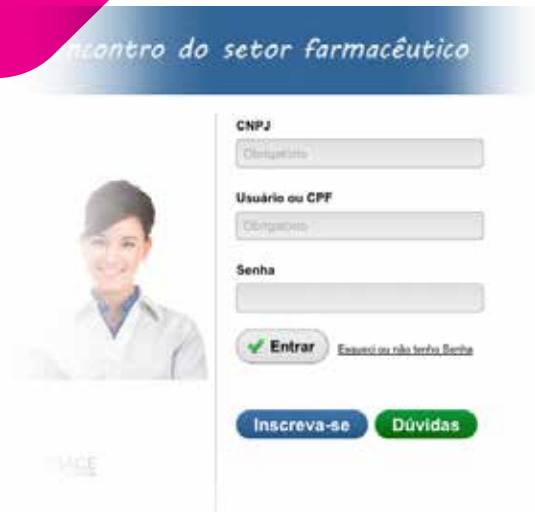 ncontro do setor farmacêutico
CNPJ
Obrigatório
Usuário ou CPF
Obrigatório
Senha
Entrar
Esqueci ou não tenho Senha
Inscreva-se
Dúvidas